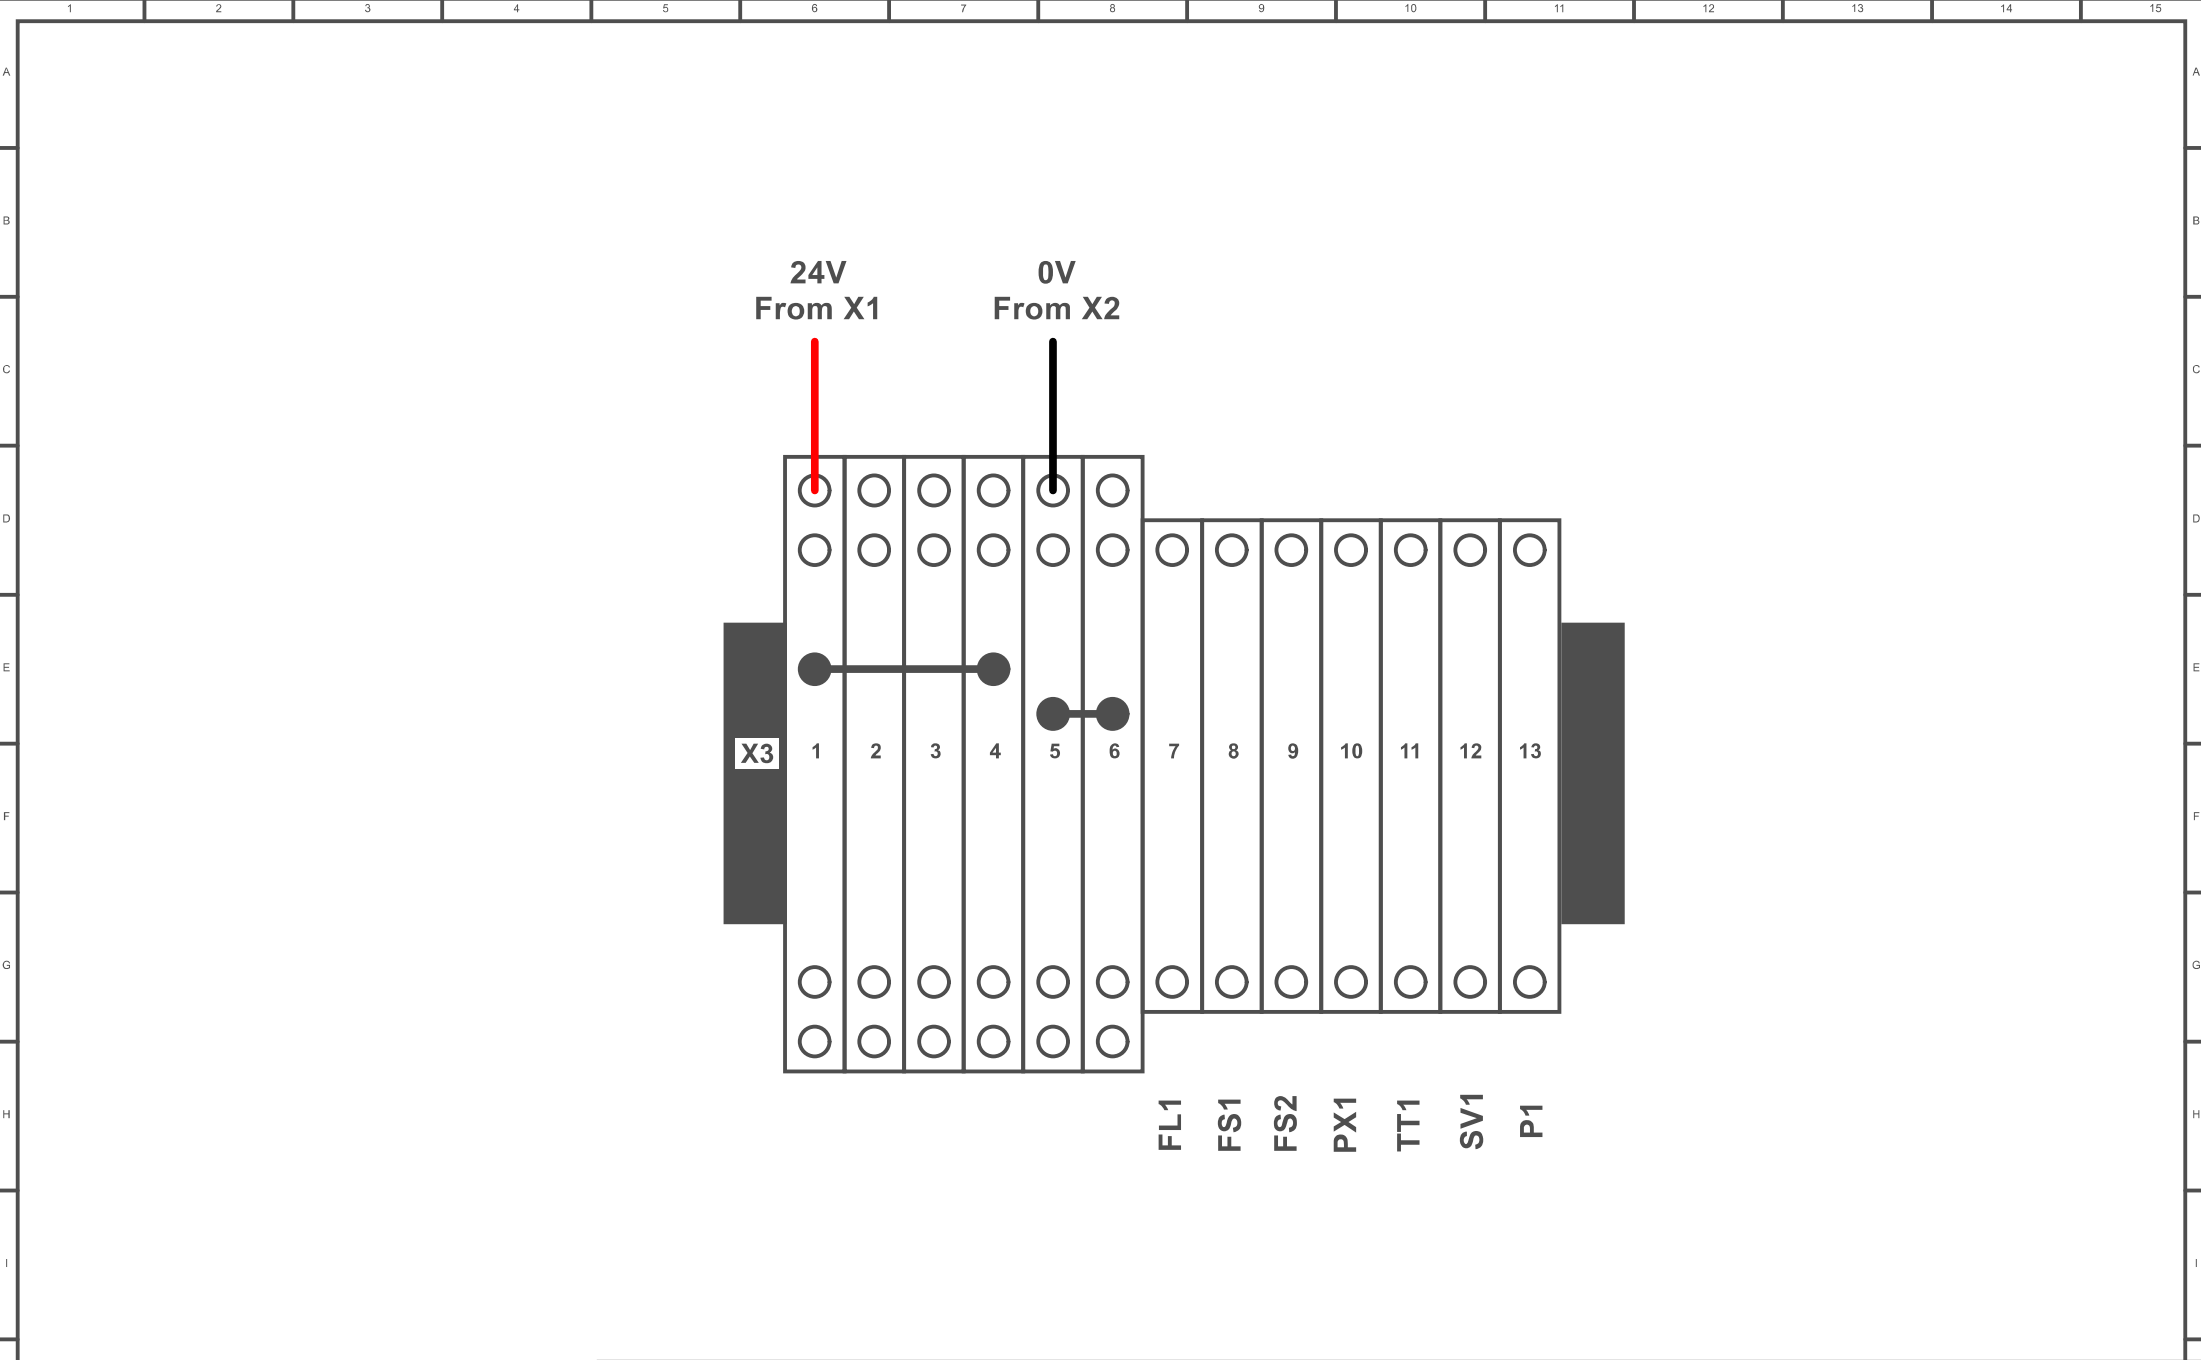 1 2 3 4 5 6 7 8 9 10 11 12 13 14 15
A A
B B
24V
From X1
0V
From X2
C C
D D
E E
X3 1 2 3 4 5 6 7 8 9 10 11 12 13
F F
G G
FL1 FS1 FS2 PX1 TT1 SV1 P1
H H
I I